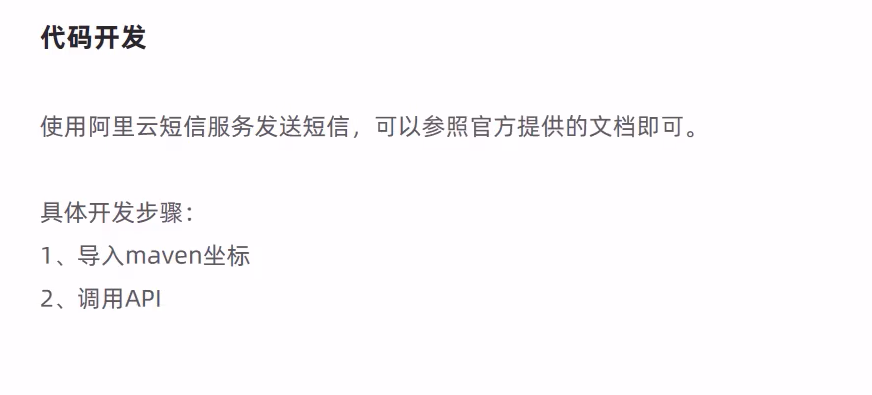 代码开发
使用阿里云短信服务发送短信，可以参照官方提供的文档即可。
具体开发步骤：
1、导入maven坐标
2、调用API